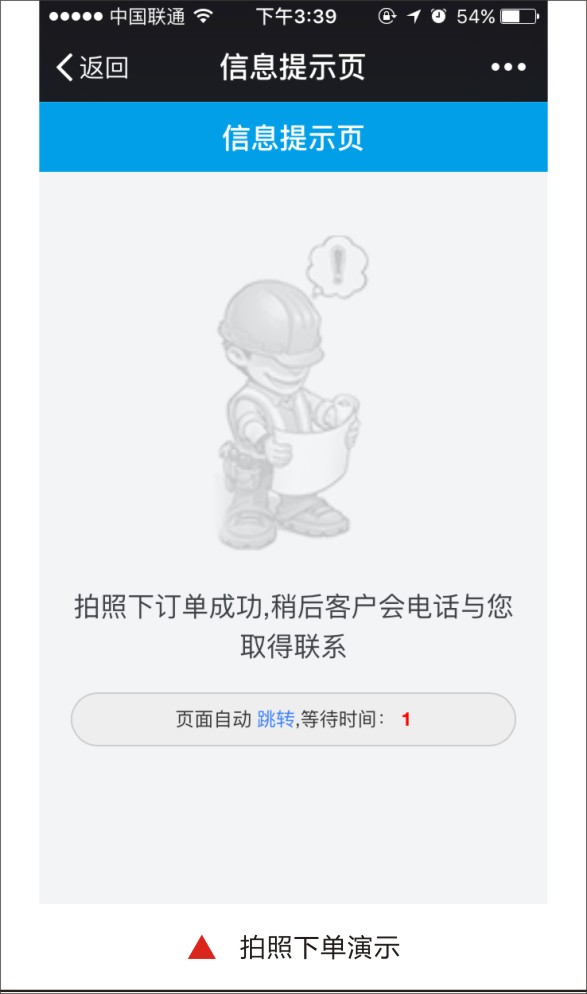 中国联通 下午3:39 54%
返回 信息提示页
信息提示页
拍照下订单成功,稍后客户会电话与您
取得联系
页面自动 跳转,等待时间： 1
拍照下单演示